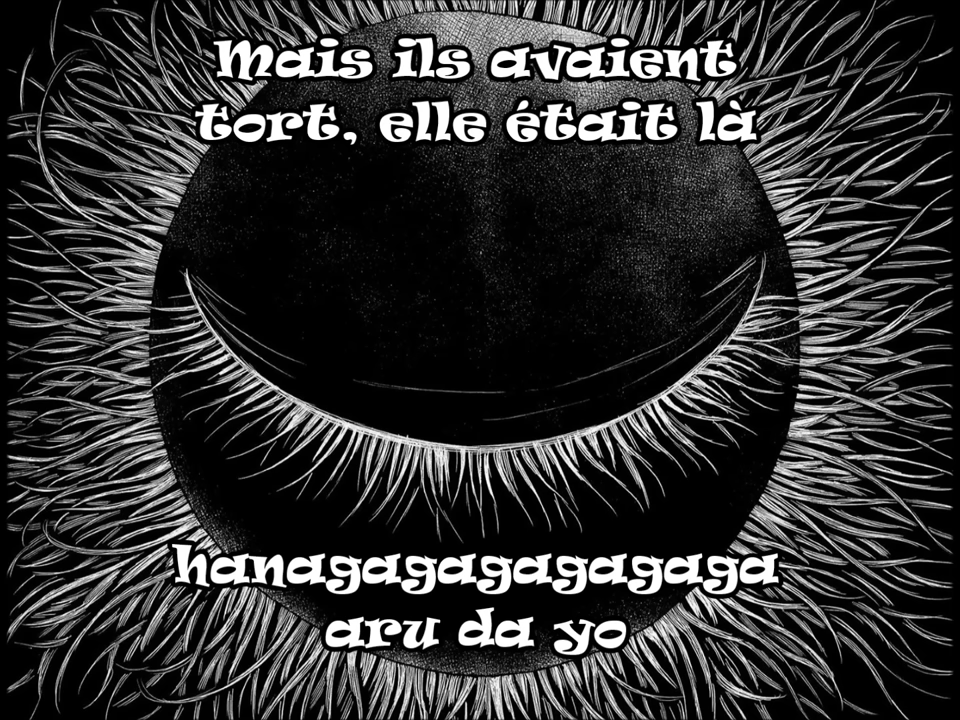 Mais ils avaient
tort, elle était là
hanagagagagagaga
aru da yo